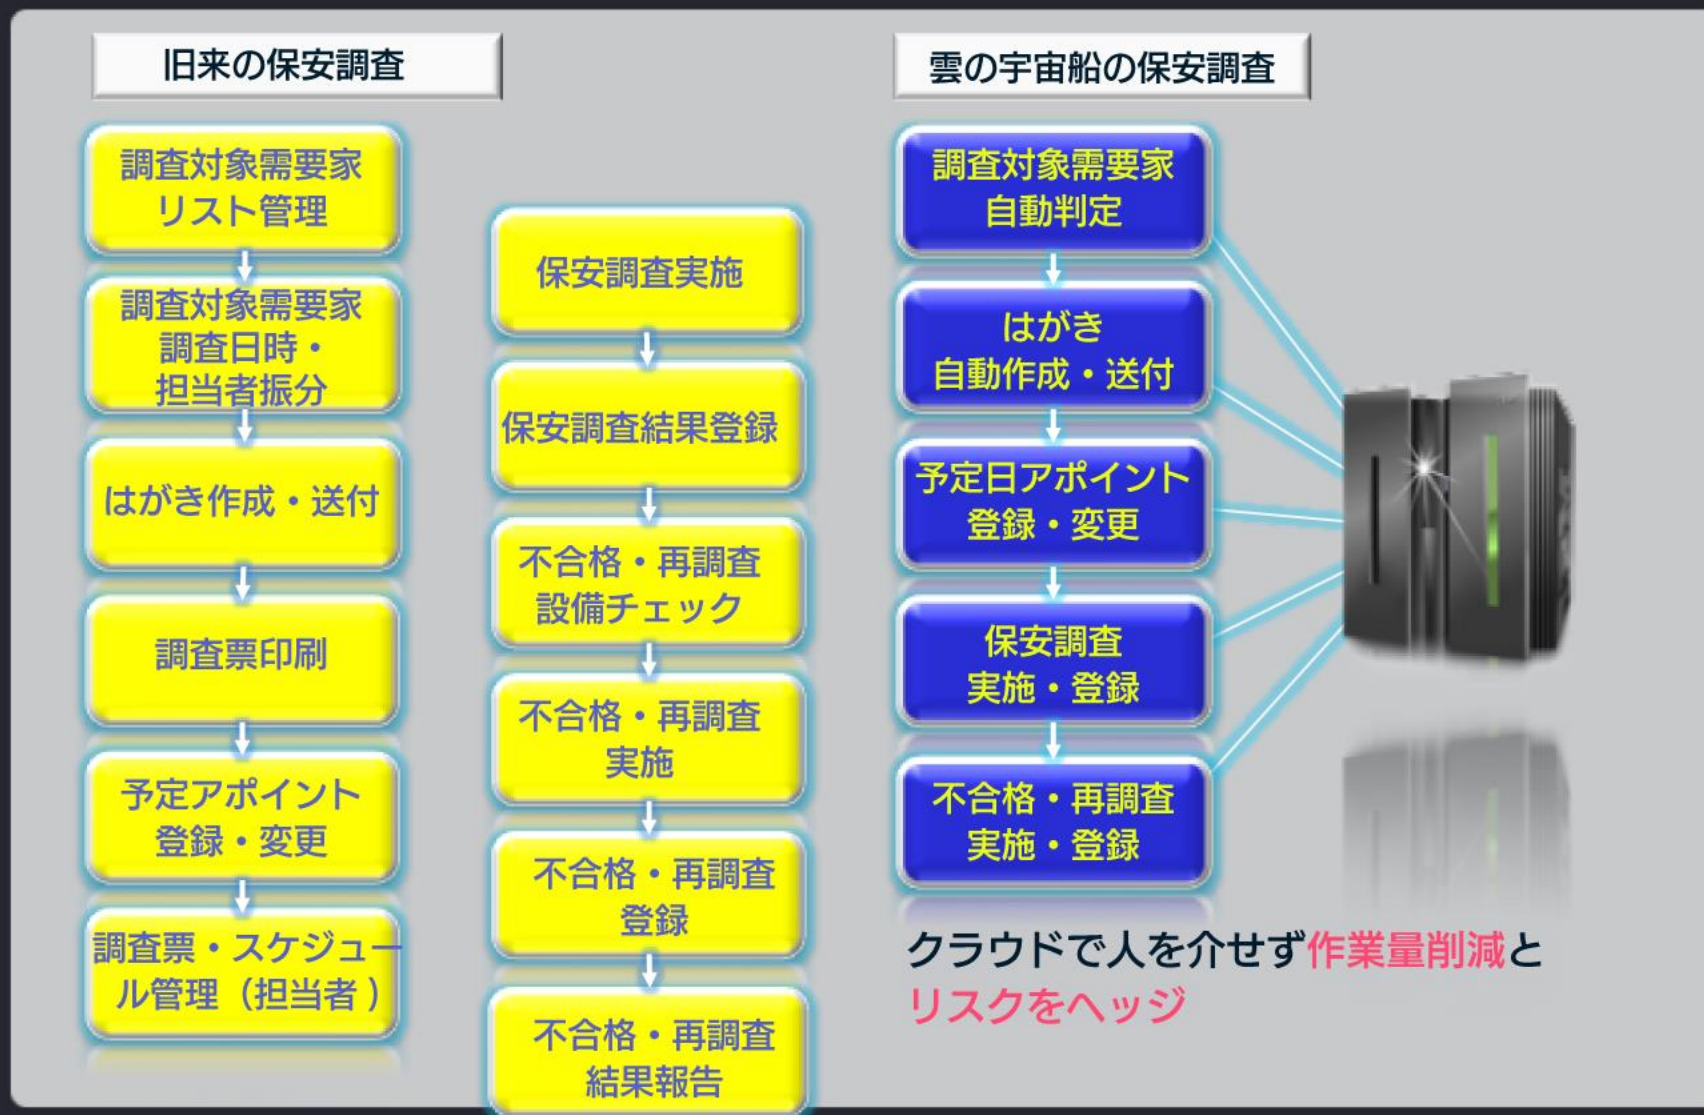 旧来の保安調査
調査対象需要家
リスト管理
調査対象需要家
調査日時・
担当者振分
はがき作成・送付
調査票印刷
予定アポイント
登録・変更
調査票・スケジュー
ル管理（担当者）
保安調査実施
保安調査結果登録
不合格・再調査
設備チェック
不合格・再調査
実施
不合格・再調査
登録
不合格・再調査
結果報告
雲の宇宙船の保安調査
調査対象需要家
自動判定
はがき
自動作成・送付
予定日アポイント
登録・変更
保安調査
実施・登録
不合格・再調査
実施・登録
クラウドで人を介せず作業量削減と
リスクをヘッジ